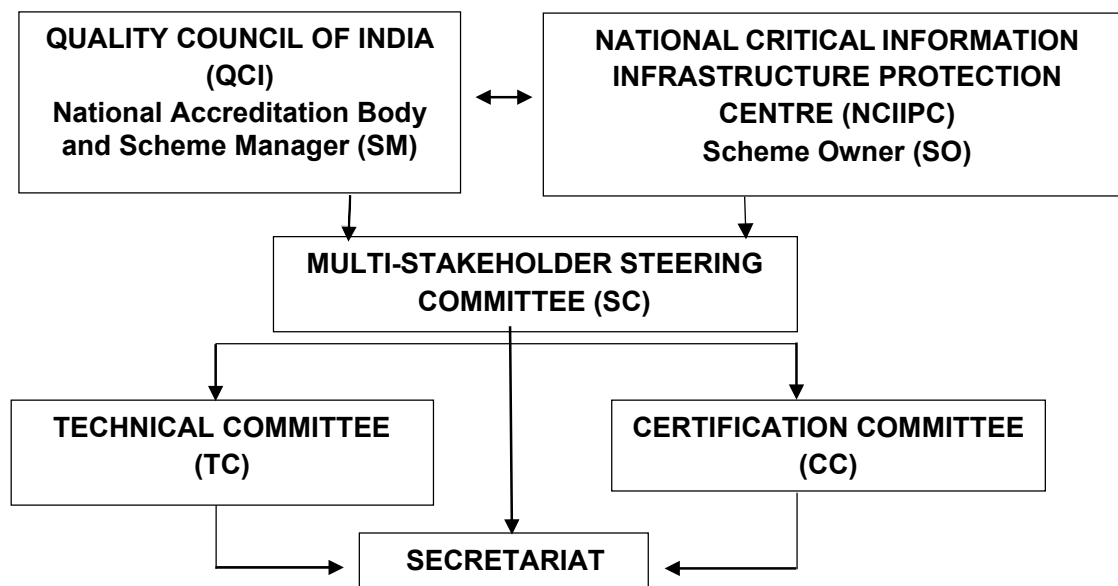 QUALITY COUNCIL OF INDIA
(QCI)
National Accreditation Body
and Scheme Manager (SM)
NATIONAL CRITICAL INFORMATION
INFRASTRUCTURE PROTECTION
CENTRE (NCIIPC)
Scheme Owner (SO)
MULTI-STAKEHOLDER STEERING
COMMITTEE (SC)
TECHNICAL COMMITTEE
(TC)
CERTIFICATION COMMITTEE
(CC)
SECRETARIAT